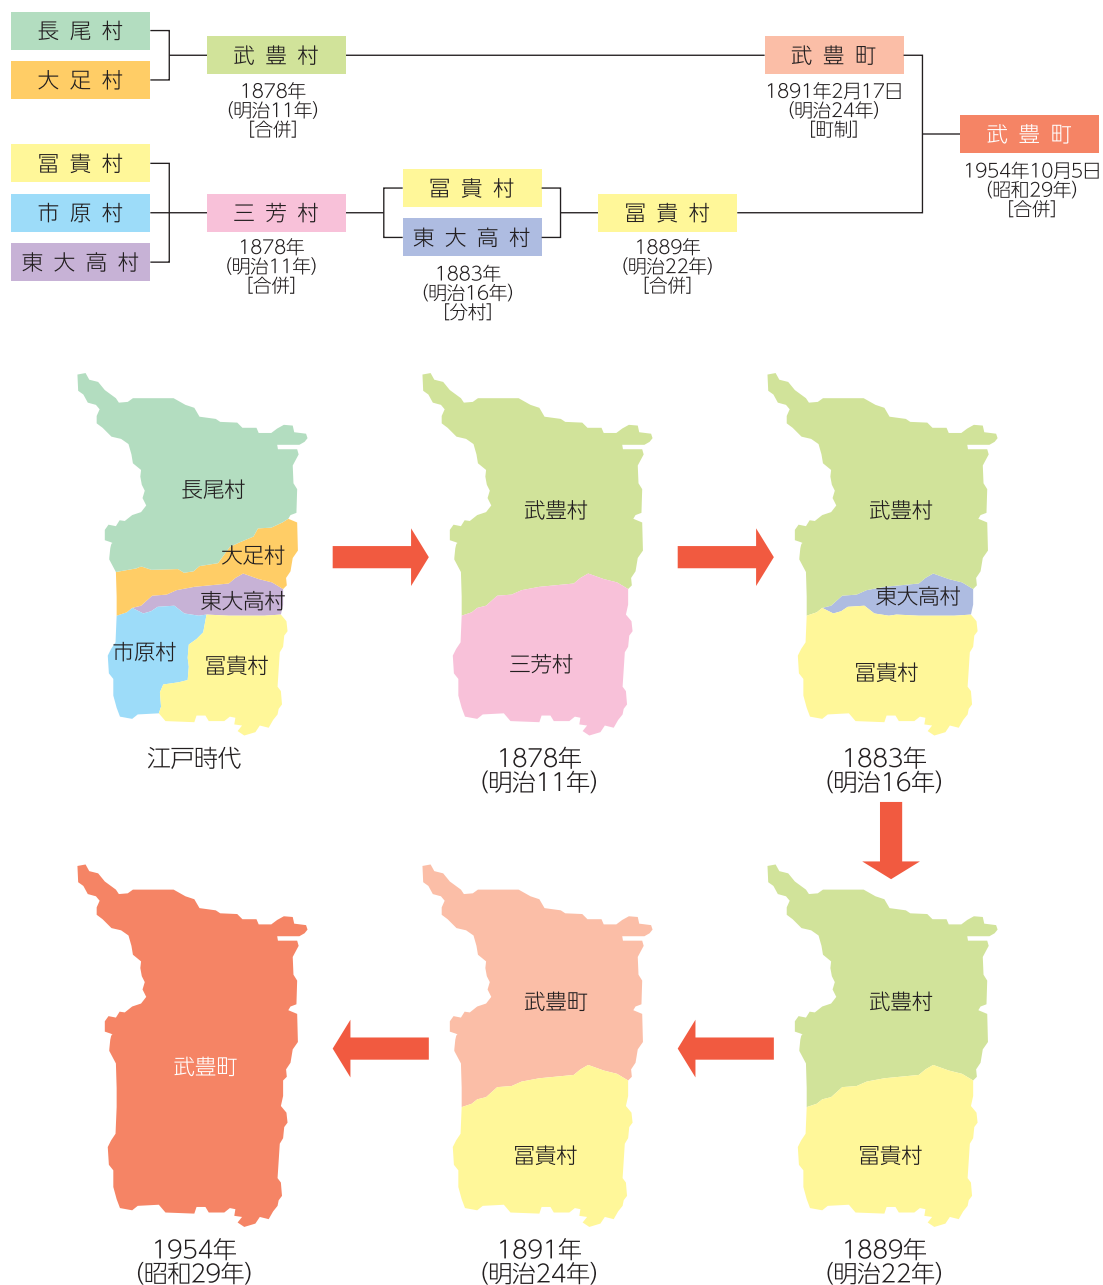 長尾村
大足村
武豊村
1878年
(明治11年)
[合併]
武豊町
1891年2月17日
(明治24年)
[町制]
武豊町
1954年10月5日
(昭和29年)
[合併]
冨貴村
市原村
東大高村
三芳村
1878年
(明治11年)
[合併]
冨貴村
東大高村
1883年
(明治16年)
[分村]
冨貴村
1889年
(明治22年)
[合併]
長尾村
大足村
東大高村
市原村
冨貴村
江戸時代
武豊村
三芳村
1878年
(明治11年)
武豊村
東大高村
冨貴村
1883年
(明治16年)
武豊町
1954年
(昭和29年)
武豊町
冨貴村
1891年
(明治24年)
武豊村
冨貴村
1889年
(明治22年)